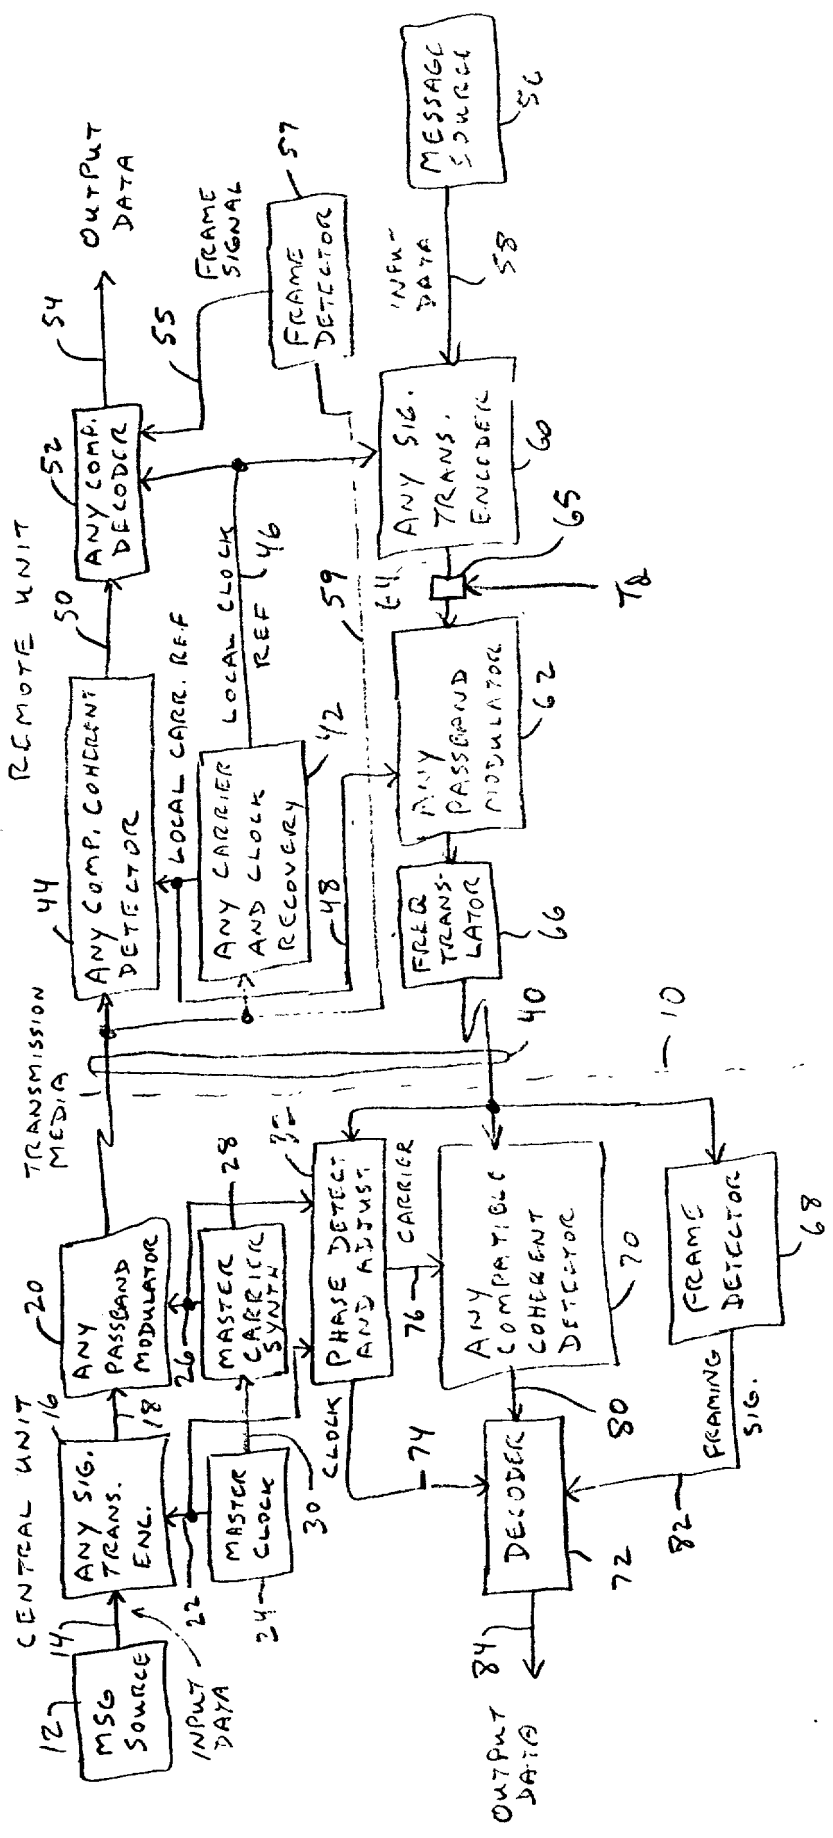 CENTRAL UNIT
TRANSMISSION
MEDIA
REMOTE UNIT
12
MSG
SOURCE
14
INPUT
DATA
16
ANY SIG.
TRANS.
ENC.
18
20
ANY
PASSBAND
MODULATOR
22
24
MASTER
CLOCK
26
28
MASTER
CARRIER
SYNTH
30
32
PHASE DETECT
AND ADJUST
CLOCK
74
CARRIER
76
44
ANY COMP. COHERENT
DETECTOR
50
52
ANY COMP.
DECODER
54
OUTPUT
DATA
LOCAL CARR. REF
ANY CARRIER
AND CLOCK
RECOVERY
42
48
LOCAL CLOCK
REF
46
55
FRAME
SIGNAL
FRAME
DETECTOR
57
59
MESSAGE
SOURCE
56
DATA
58
ANY SIG.
TRANS.
ENCODER
60
64
65
Td
ANY
PASSBAND
MODULATOR
62
FREQ
TRANS-
LATOR
66
40
10
ANY
COMPATIBLE
COHERENT
DETECTOR
70
80
FRAME
DETECTOR
68
FRAMING
SIG.
82
DECODER
72
84
OUTPUT
DATA